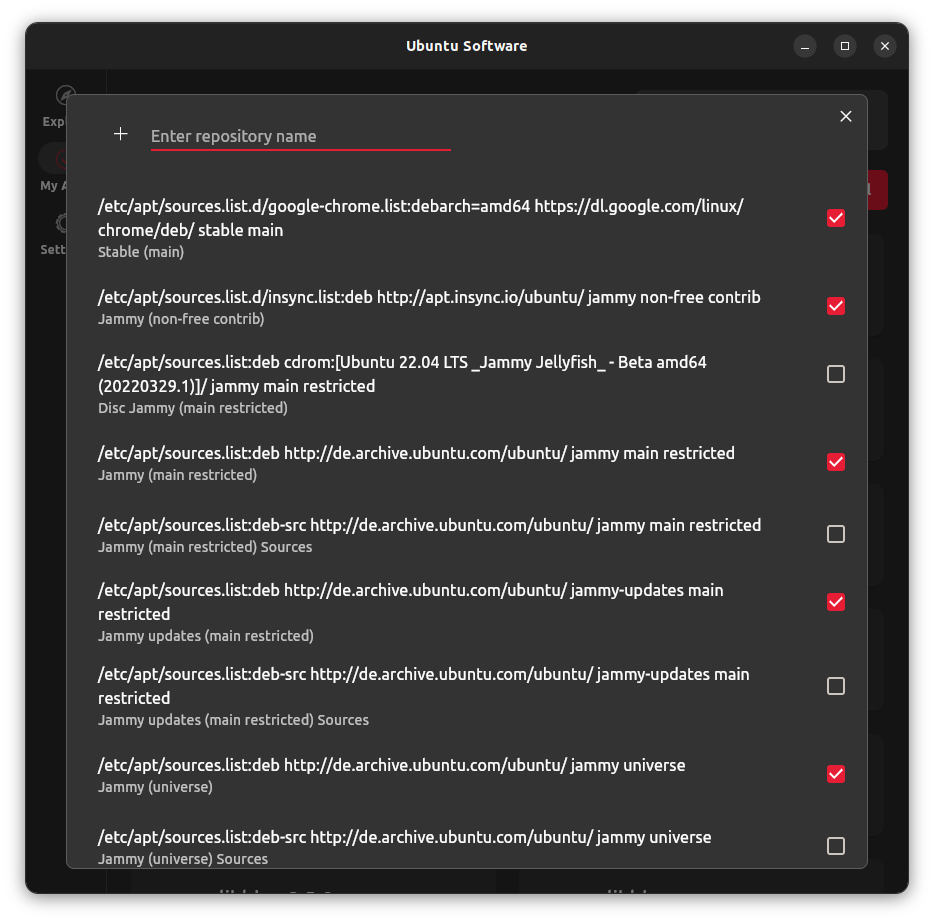 Ubuntu Software
Enter repository name
/etc/apt/sources.list.d/google-chrome.list:debarch=amd64 https://dl.google.com/linux/
chrome/deb/ stable main
Stable (main)
/etc/apt/sources.list.d/insync.list:deb http://apt.insync.io/ubuntu/ jammy non-free contrib
Jammy (non-free contrib)
/etc/apt/sources.list:deb cdrom:[Ubuntu 22.04 LTS _Jammy Jellyfish_ - Beta amd64
(20220329.1)]/ jammy main restricted
Disc Jammy (main restricted)
/etc/apt/sources.list:deb http://de.archive.ubuntu.com/ubuntu/ jammy main restricted
Jammy (main restricted)
/etc/apt/sources.list:deb-src http://de.archive.ubuntu.com/ubuntu/ jammy main restricted
Jammy (main restricted) Sources
/etc/apt/sources.list:deb http://de.archive.ubuntu.com/ubuntu/ jammy-updates main
restricted
Jammy updates (main restricted)
/etc/apt/sources.list:deb-src http://de.archive.ubuntu.com/ubuntu/ jammy-updates main
restricted
Jammy updates (main restricted) Sources
/etc/apt/sources.list:deb http://de.archive.ubuntu.com/ubuntu/ jammy universe
Jammy (universe)
/etc/apt/sources.list:deb-src http://de.archive.ubuntu.com/ubuntu/ jammy universe
Jammy (universe) Sources